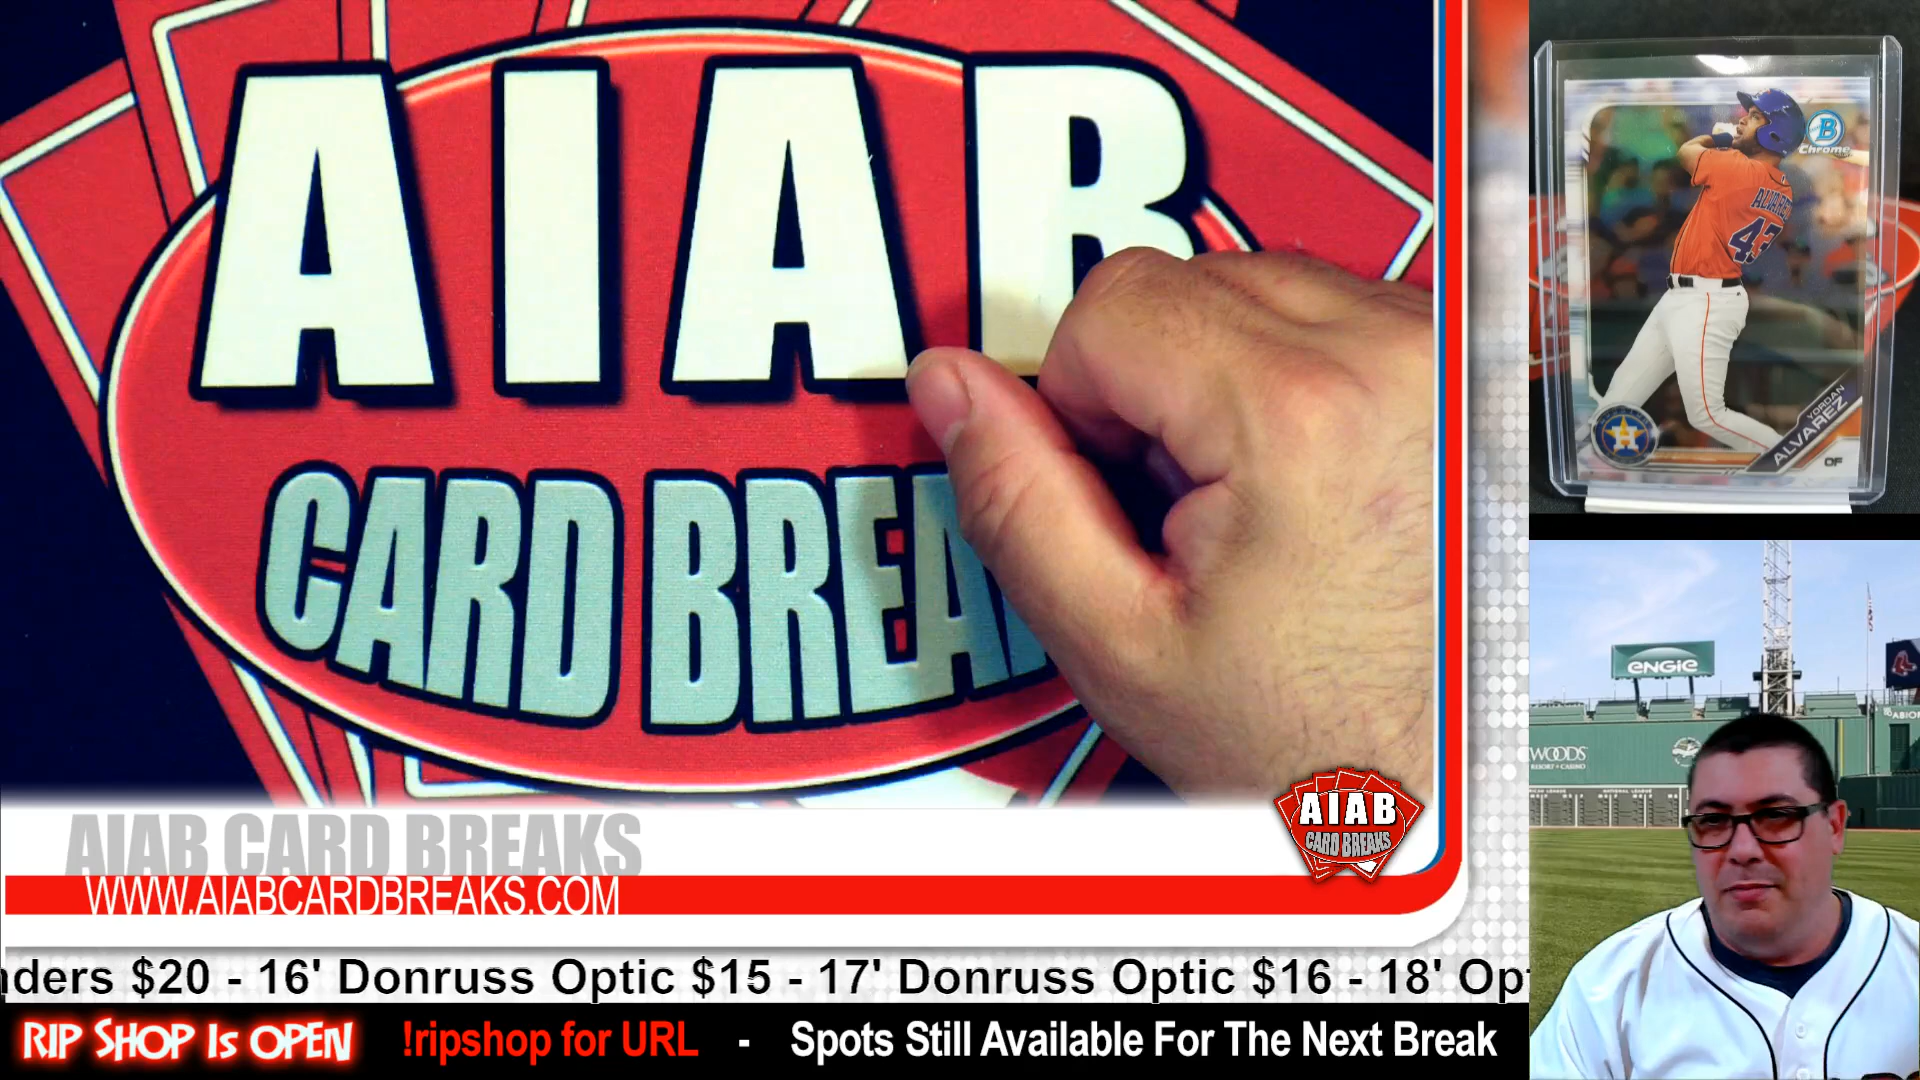 AIAB
CARD BREA
AIAB CARD BREAKS
WWW.AIABCARDBREAKS.COM
AIAB
CARD BREAKS
nders $20 - 16' Donruss Optic $15 - 17' Donruss Optic $16 - 18' Op
RIP SHOP IS OPEN
!ripshop for URL - Spots Still Available For The Next Break
B
Chrome
ALVAREZ
43
H
YORDAN
ALVAREZ
OF
ENGIE
WOODS
RESORT + CASINO